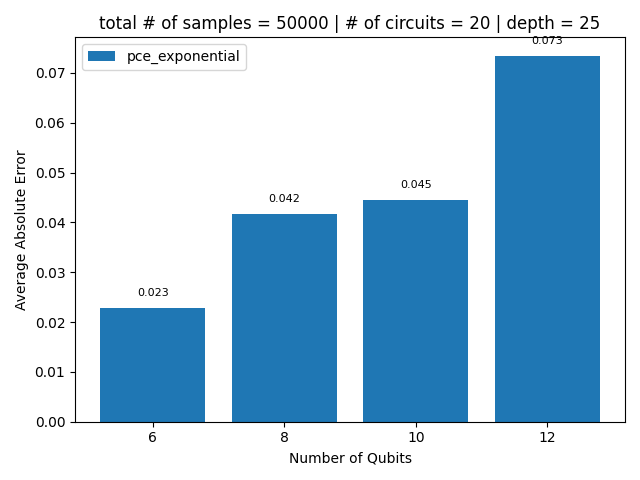 total # of samples = 50000 | # of circuits = 20 | depth = 25
pce_exponential
0.073
0.045
0.042
0.023
Average Absolute Error
0.07
0.06
0.05
0.04
0.03
0.02
0.01
0.00
6 8 10 12
Number of Qubits